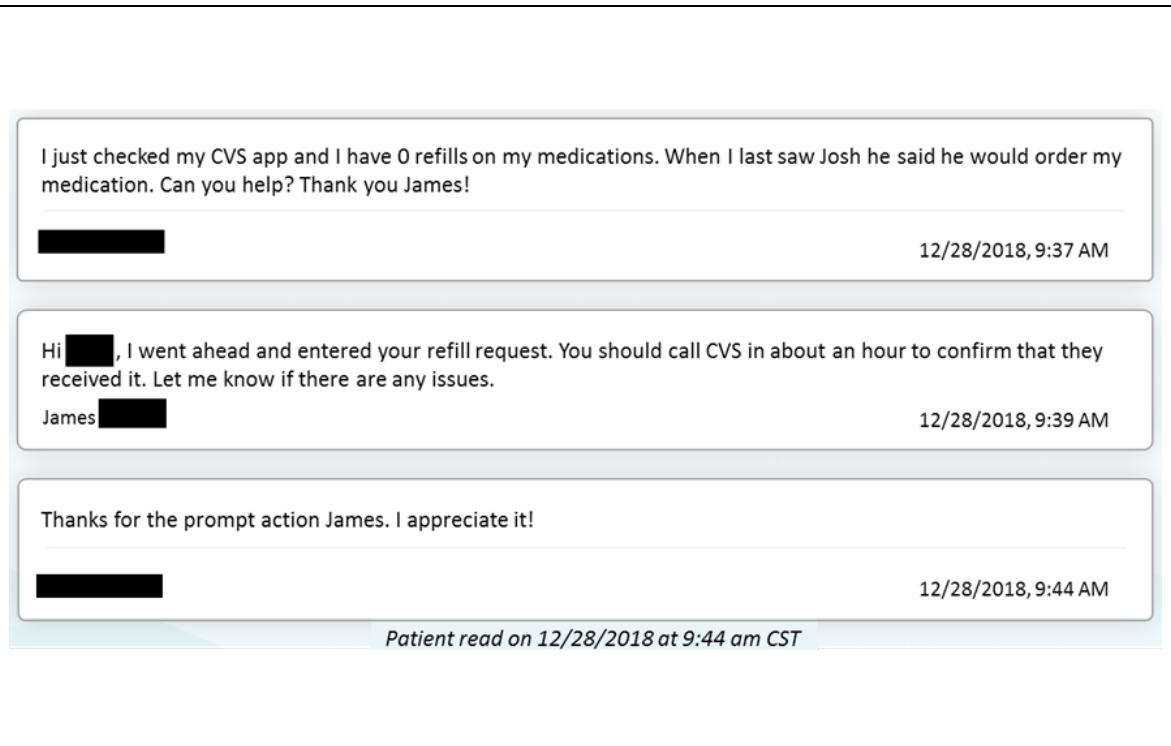 I just checked my CVS app and I have 0 refills on my medications. When I last saw Josh he said he would order my
medication. Can you help? Thank you James!
12/28/2018, 9:37 AM
Hi , I went ahead and entered your refill request. You should call CVS in about an hour to confirm that they
received it. Let me know if there are any issues.
James
12/28/2018, 9:39 AM
Thanks for the prompt action James. I appreciate it!
12/28/2018, 9:44 AM
Patient read on 12/28/2018 at 9:44 am CST